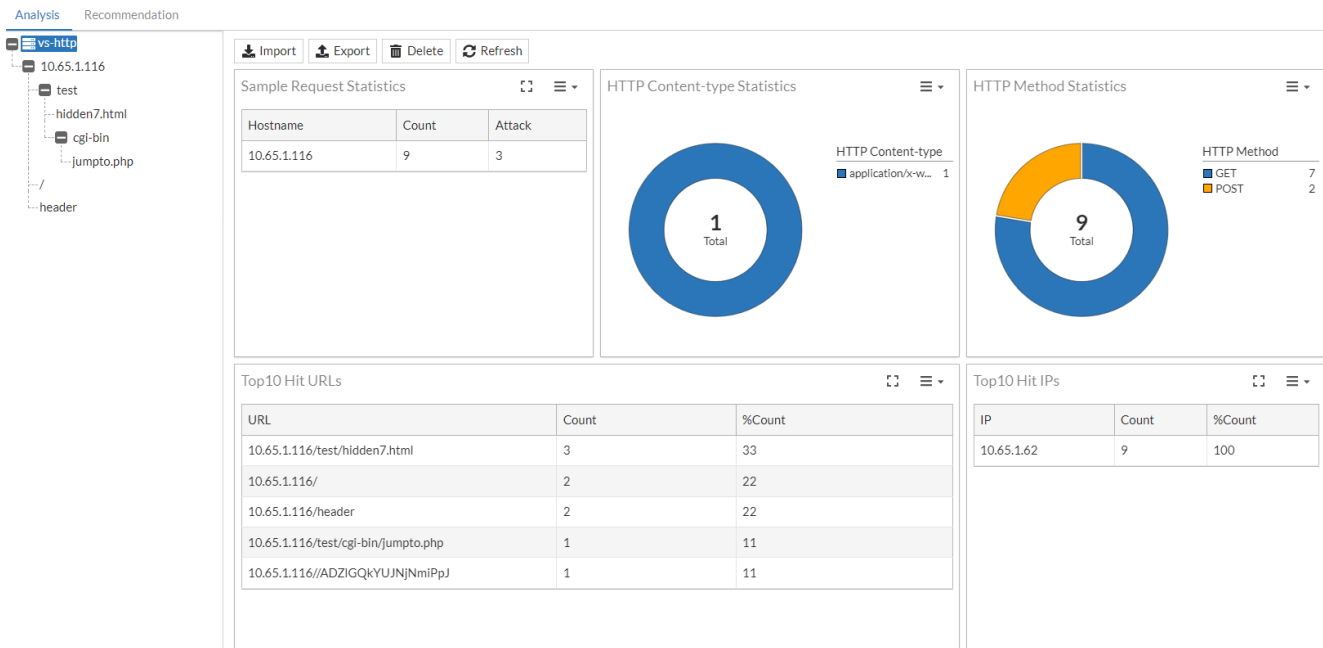 Analysis Recommendation
vs-http
10.65.1.116
test
hidden7.html
cgi-bin
jumpto.php
/
header
Import Export Delete Refresh
Sample Request Statistics
Hostname Count Attack
10.65.1.116 9 3
HTTP Content-type Statistics
1
Total
HTTP Content-type
application/x-w... 1
HTTP Method Statistics
9
Total
HTTP Method
GET 7
POST 2
Top10 Hit URLs
URL Count %Count
10.65.1.116/test/hidden7.html 3 33
10.65.1.116/ 2 22
10.65.1.116/header 2 22
10.65.1.116/test/cgi-bin/jumpto.php 1 11
10.65.1.116//ADZIGQkYUJNjNmiPpJ 1 11
Top10 Hit IPs
IP Count %Count
10.65.1.62 9 100